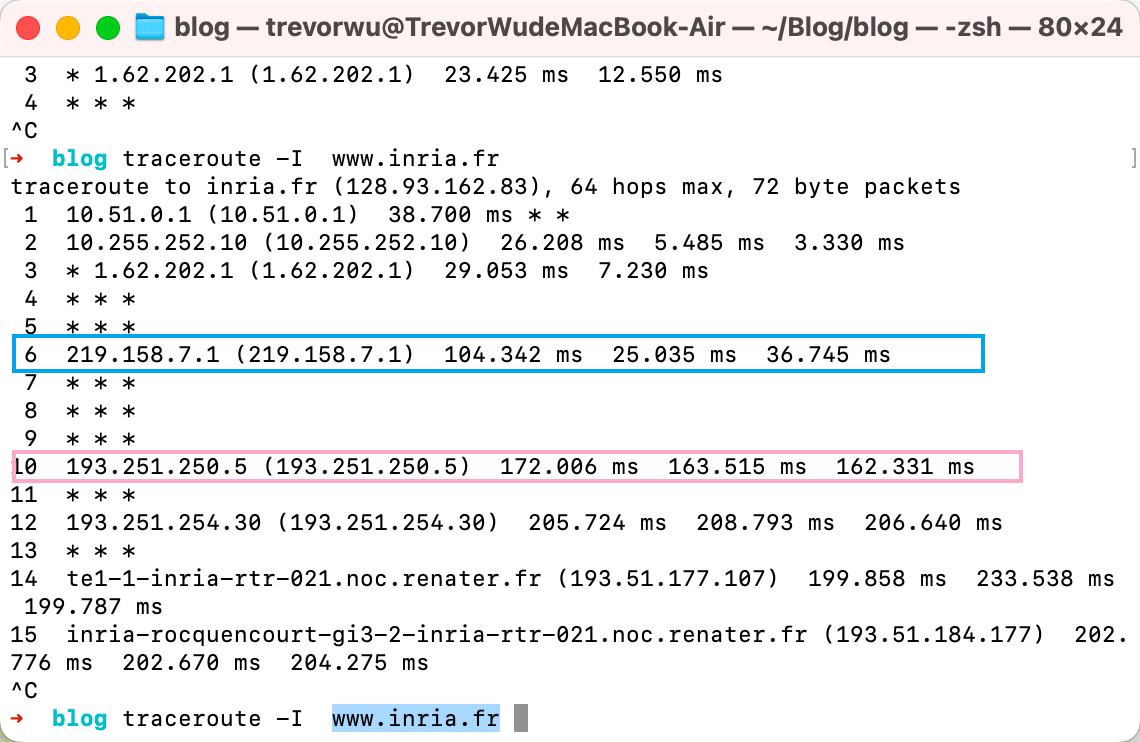 blog — trevorwu@TrevorWudeMacBook-Air — ~/Blog/blog — -zsh — 80×24
3  * 1.62.202.1 (1.62.202.1)  23.425 ms  12.550 ms
4  * * *
^C
[➜  blog traceroute -I  www.inria.fr ]
traceroute to inria.fr (128.93.162.83), 64 hops max, 72 byte packets
1  10.51.0.1 (10.51.0.1)  38.700 ms * *
2  10.255.252.10 (10.255.252.10)  26.208 ms  5.485 ms  3.330 ms
3  * 1.62.202.1 (1.62.202.1)  29.053 ms  7.230 ms
4  * * *
5  * * *
6  219.158.7.1 (219.158.7.1)  104.342 ms  25.035 ms  36.745 ms
7  * * *
8  * * *
9  * * *
10  193.251.250.5 (193.251.250.5)  172.006 ms  163.515 ms  162.331 ms
11  * * *
12  193.251.254.30 (193.251.254.30)  205.724 ms  208.793 ms  206.640 ms
13  * * *
14  te1-1-inria-rtr-021.noc.renater.fr (193.51.177.107)  199.858 ms  233.538 ms
199.787 ms
15  inria-rocquencourt-gi3-2-inria-rtr-021.noc.renater.fr (193.51.184.177)  202.
776 ms  202.670 ms  204.275 ms
^C
➜  blog traceroute -I  www.inria.fr